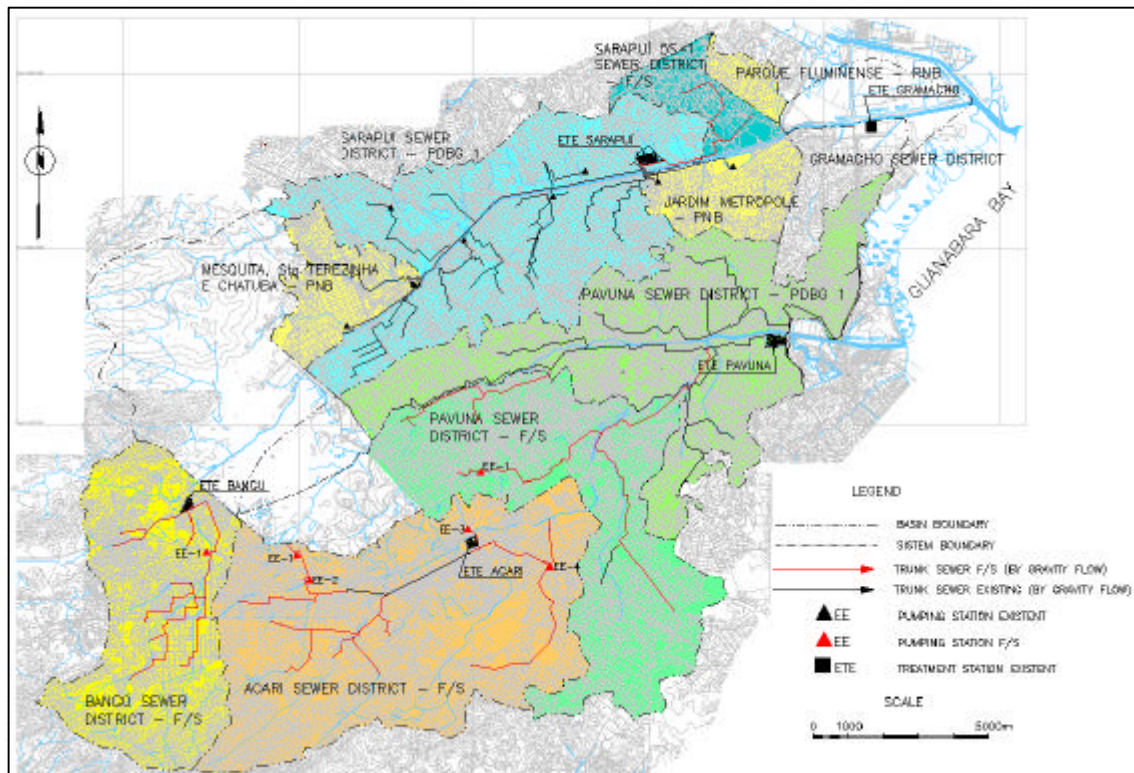 SARAPUÍ DS-1
SEWER DISTRICT
- F/S
PARQUE FLUMINENSE - PNB
ETE GRAMACHO
SARAPUI SEWER
DISTRICT - PDBG 1
ETE SARAPUÍ
GRAMACHO SEWER DISTRICT
JARDIM METROPOLE
- PNB
GUANABARA BAY
MESQUITA, Sta TEREZINHA
E CHATUBA - PNB
PAVUNA SEWER DISTRICT - PDBG 1
ETE PAVUNA
PAVUNA SEWER
DISTRICT - F/S
EE-1
ETE BANGU
EE-1
EE-1
EE-2
EE-3
ETE ACARI
EE-4
ACARI SEWER DISTRICT - F/S
BANGÚ SEWER
DISTRICT - F/S
N
LEGEND
BASIN BOUNDARY
SISTEM BOUNDARY
TRUNK SEWER F/S (BY GRAVITY FLOW)
TRUNK SEWER EXISTING (BY GRAVITY FLOW)
EE PUMPING STATION EXISTENT
EE PUMPING STATION F/S
ETE TREATMENT STATION EXISTENT
SCALE
0 1000 5000m